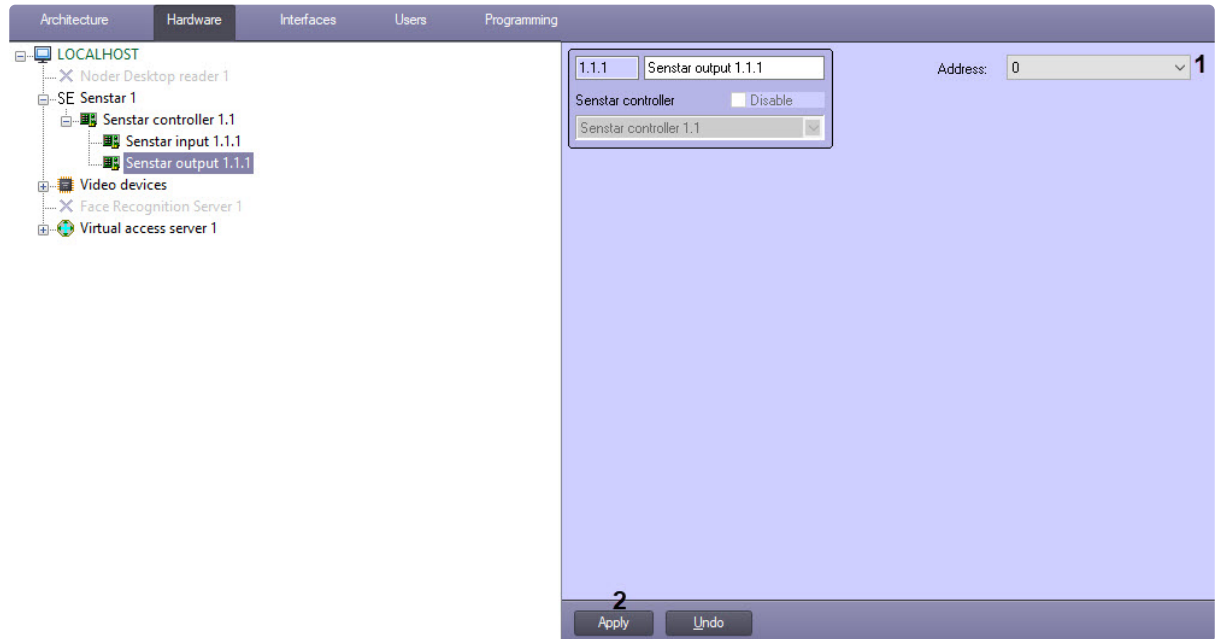 Architecture Hardware Interfaces Users Programming
LOCALHOST
Noder Desktop reader 1
SE Senstar 1
Senstar controller 1.1
Senstar input 1.1.1
Senstar output 1.1.1
Video devices
Face Recognition Server 1
Virtual access server 1
1.1.1 Senstar output 1.1.1
Senstar controller Disable
Senstar controller 1.1
Address: 0 1
2
Apply Undo